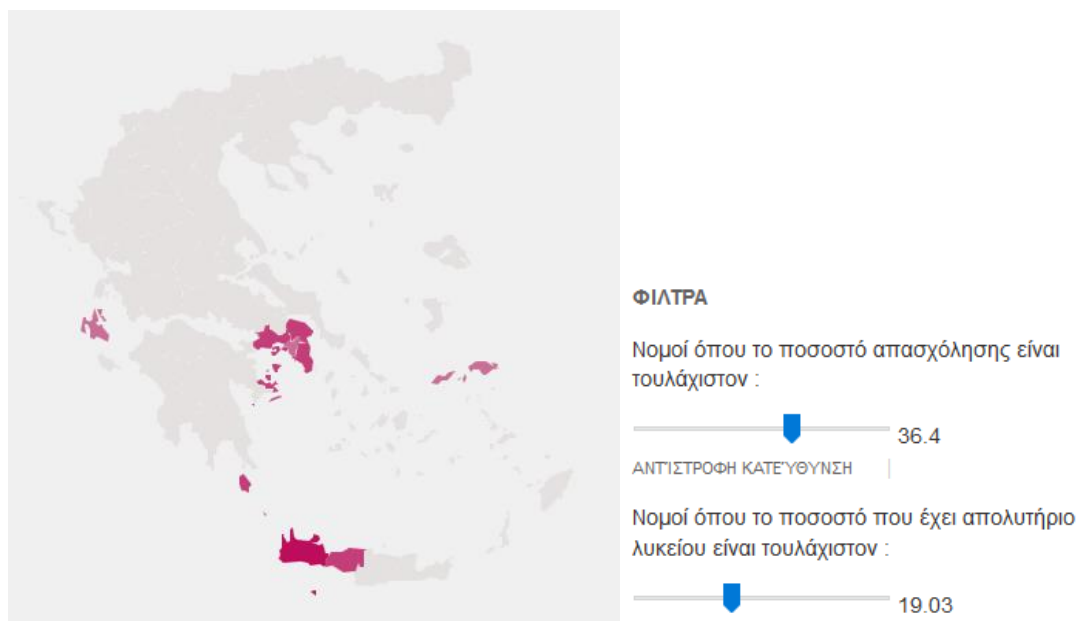 ΦΙΛΤΡΑ
Νομοί όπου το ποσοστό απασχόλησης είναι
τουλάχιστον :
36.4
ΑΝΤΊΣΤΡΟΦΗ ΚΑΤΕΎΘΥΝΣΗ
Νομοί όπου το ποσοστό που έχει απολυτήριο
λυκείου είναι τουλάχιστον :
19.03